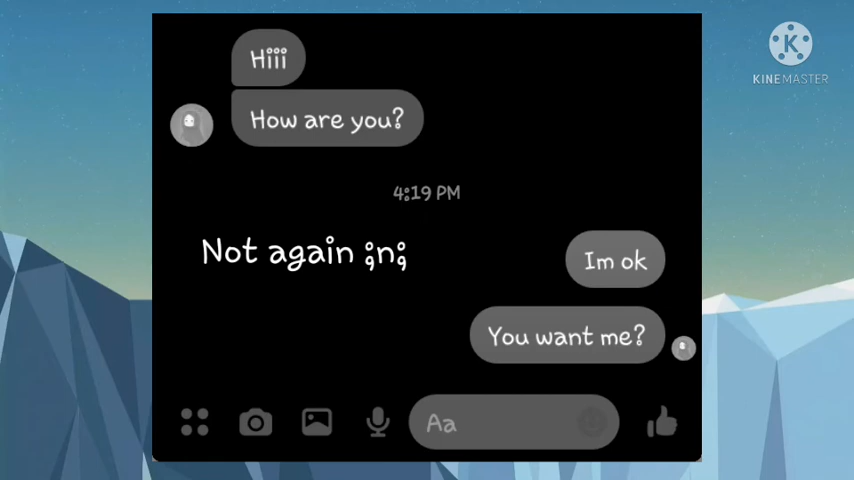 Hiii
How are you?
4:19 PM
Not again ;n;
Im ok
You want me?
Aa
K
KINEMASTER